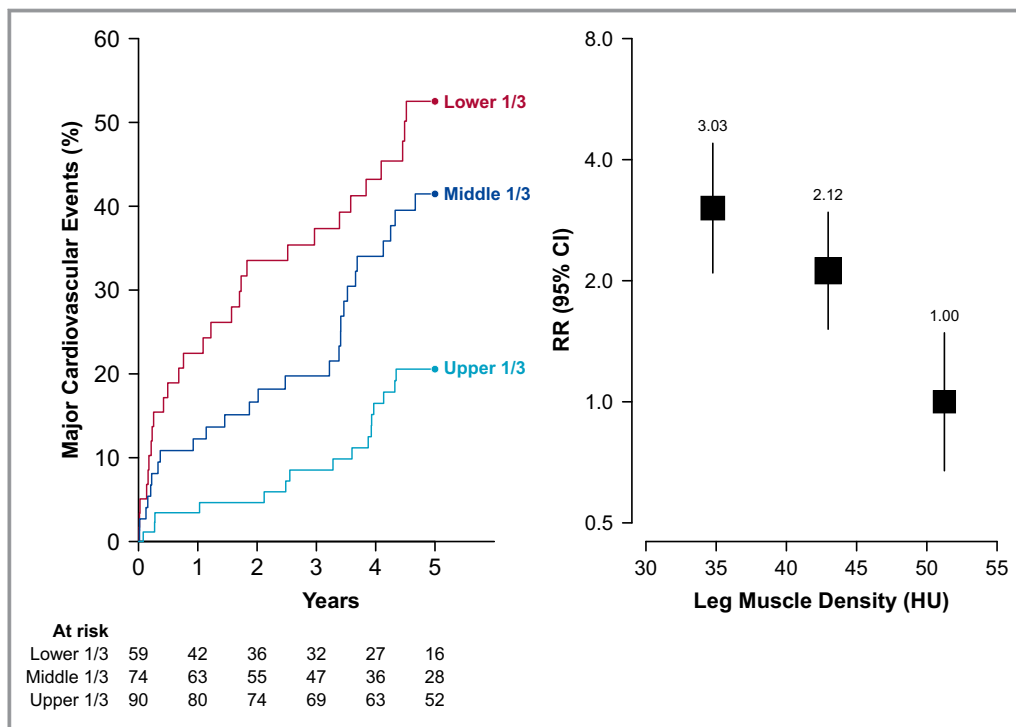 60
50
40
30
20
10
0
Major Cardiovascular Events (%)
Lower 1/3
Middle 1/3
Upper 1/3
0 1 2 3 4 5
Years
At risk
Lower 1/3 59 42 36 32 27 16
Middle 1/3 74 63 55 47 36 28
Upper 1/3 90 80 74 69 63 52
8.0
4.0
2.0
1.0
0.5
RR (95% CI)
3.03
2.12
1.00
30 35 40 45 50 55
Leg Muscle Density (HU)